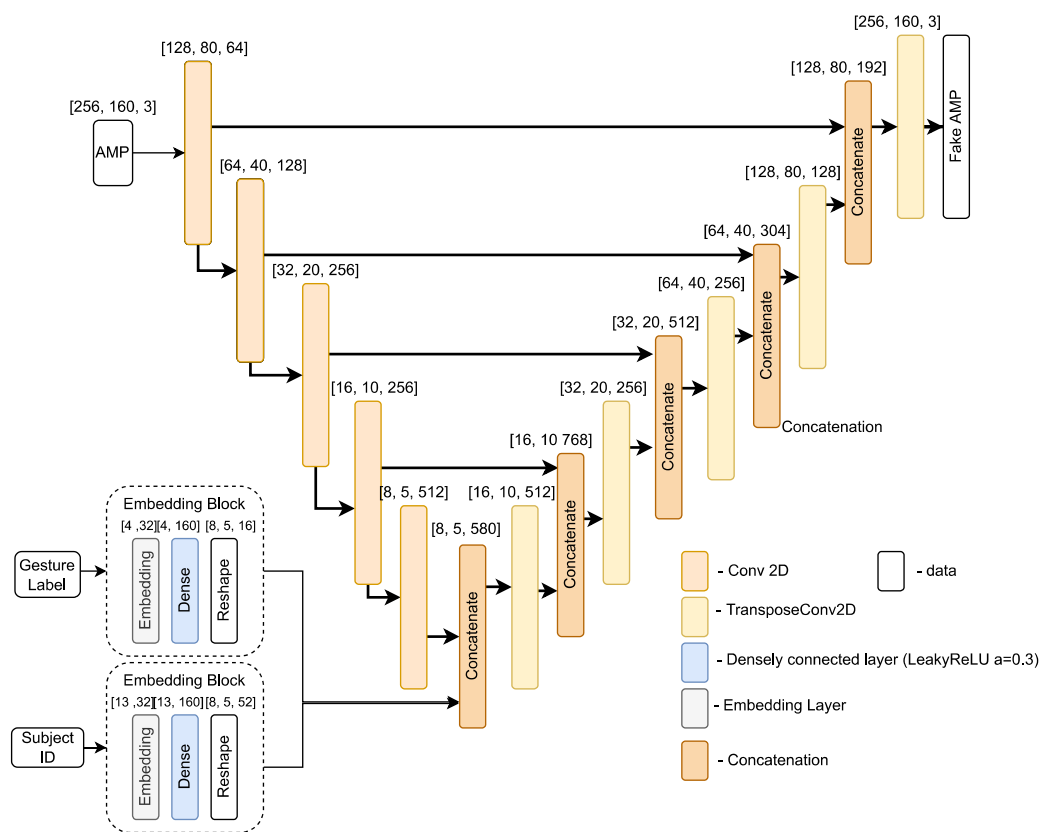 [256, 160, 3]
[128, 80, 64]
[128, 80, 192]
[256, 160, 3]
AMP
Concatenate
Fake AMP
[64, 40, 128]
[128, 80, 128]
[64, 40, 304]
Concatenate
[32, 20, 256]
[64, 40, 256]
[32, 20, 512]
Concatenate
[16, 10, 256]
[32, 20, 256]
Concatenation
[16, 10 768]
Concatenate
[8, 5, 512]
[16, 10, 512]
[8, 5, 580]
Concatenate
Embedding Block
[4 ,32]
[4, 160]
[8, 5, 16]
Gesture
Label
Embedding
Dense
Reshape
Embedding Block
[13 ,32]
[13, 160]
[8, 5, 52]
Subject
ID
Embedding
Dense
Reshape
- Conv 2D
- data
- TransposeConv2D
- Densely connected layer (LeakyReLU a=0.3)
- Embedding Layer
- Concatenation